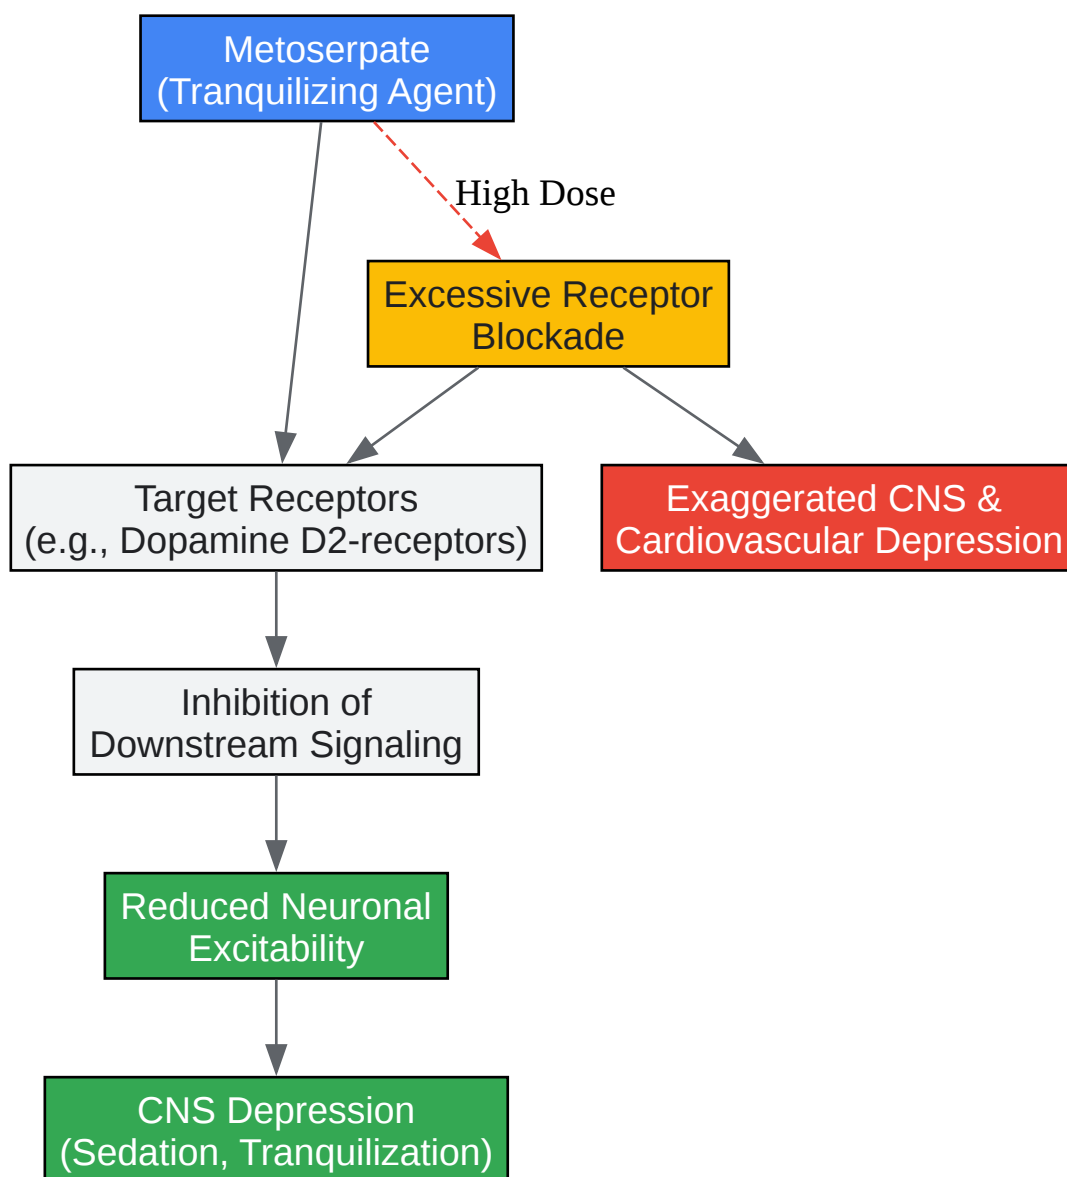 Metoserpate
(Tranquilizing Agent)
High Dose
Excessive Receptor
Blockade
Target Receptors
(e.g., Dopamine D2-receptors)
Exaggerated CNS &
Cardiovascular Depression
Inhibition of
Downstream Signaling
Reduced Neuronal
Excitability
CNS Depression
(Sedation, Tranquilization)